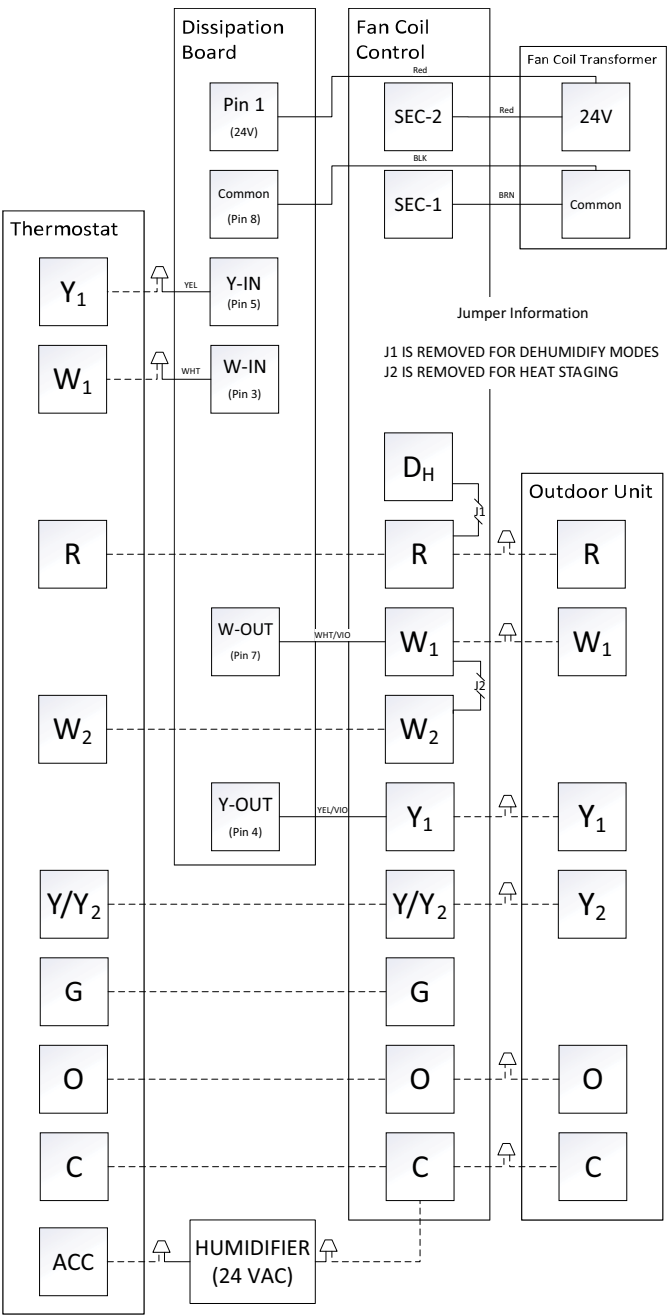 Dissipation
Board
Fan Coil
Control
Fan Coil Transformer
Red
Pin 1
(24V)
SEC-2
Red
24V
BLK
Common
(Pin 8)
SEC-1
BRN
Common
Thermostat
Y1
YEL
Y-IN
(Pin 5)
Jumper Information
J1 IS REMOVED FOR DEHUMIDIFY MODES
J2 IS REMOVED FOR HEAT STAGING
W1
WHT
W-IN
(Pin 3)
DH
J1
Outdoor Unit
R
R
R
W-OUT
(Pin 7)
WHT/VIO
W1
W1
J2
W2
W2
Y-OUT
(Pin 4)
YEL/VIO
Y1
Y1
Y/Y2
Y/Y2
Y2
G
G
O
O
O
C
C
C
ACC
HUMIDIFIER
(24 VAC)